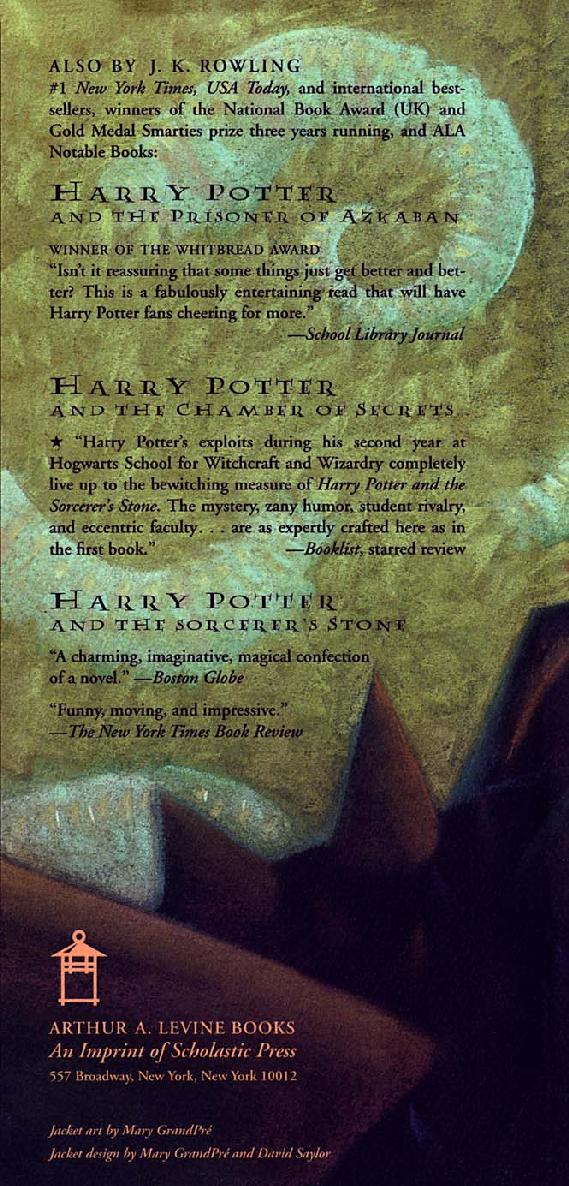 ALSO BY J. K. ROWLING
#1 New York Times, USA Today, and international best-
sellers, winners of the National Book Award (UK) and
Gold Medal Smarties prize three years running, and ALA
Notable Books:
HARRY POTTER
AND THE PRISONER OF AZKABAN
WINNER OF THE WHITBREAD AWARD
“Isn’t it reassuring that some things just get better and bet-
ter? This is a fabulously entertaining read that will have
Harry Potter fans cheering for more.”
—School Library Journal
HARRY POTTER
AND THE CHAMBER OF SECRETS
★ “Harry Potter’s exploits during his second year at
Hogwarts School for Witchcraft and Wizardry completely
live up to the bewitching measure of Harry Potter and the
Sorcerer’s Stone. The mystery, zany humor, student rivalry,
and eccentric faculty. . . are as expertly crafted here as in
the first book.” —Booklist, starred review
HARRY POTTER
AND THE SORCERER’S STONE
“A charming, imaginative, magical confection
of a novel.” —Boston Globe
“Funny, moving, and impressive.”
—The New York Times Book Review
ARTHUR A. LEVINE BOOKS
An Imprint of Scholastic Press
557 Broadway, New York, New York 10012
Jacket art by Mary GrandPré
Jacket design by Mary GrandPré and David Saylor